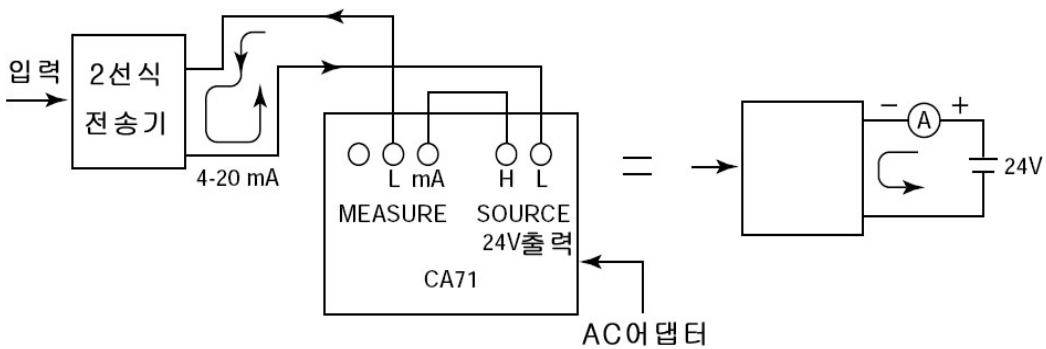 입력
2선식
전송기
4-20 mA
L mA
H L
MEASURE
SOURCE
24V출력
CA71
AC어댑터
=
− A +
24V